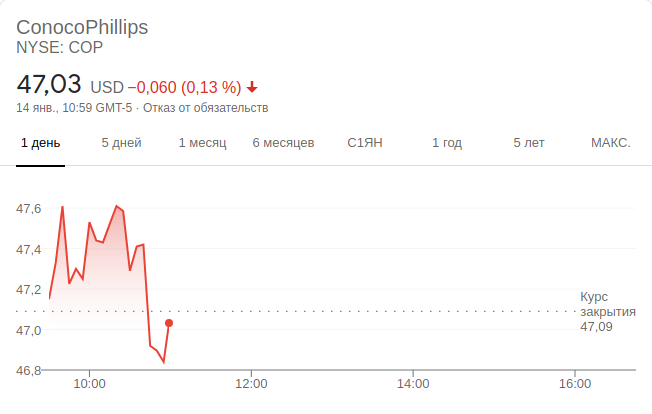 ConocoPhillips
NYSE: COP
47,03 USD −0,060 (0,13 %)
14 янв., 10:59 GMT-5 · Отказ от обязательств
1 день 5 дней 1 месяц 6 месяцев С1ЯН 1 год 5 лет МАКС.
47,6
47,4
47,2
47,0
46,8
Курс
закрытия
47,09
10:00 12:00 14:00 16:00